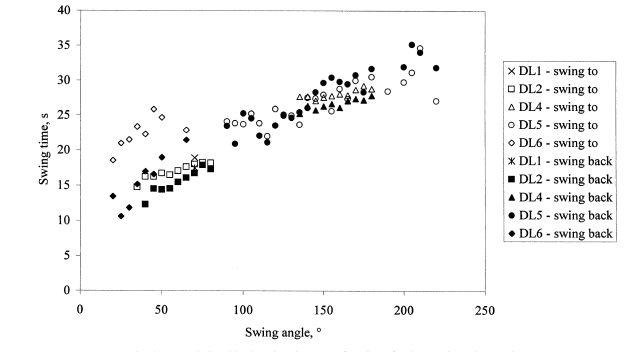 40
35
30
25
20
15
10
5
0
Swing time, s
0 50 100 150 200 250
Swing angle, °
DL1 - swing to
DL2 - swing to
DL4 - swing to
DL5 - swing to
DL6 - swing to
DL1 - swing back
DL2 - swing back
DL4 - swing back
DL5 - swing back
DL6 - swing back